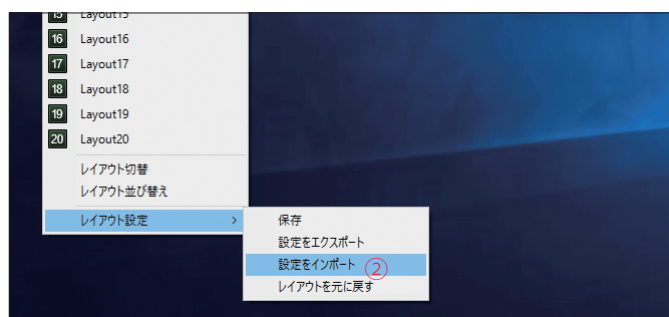 15 Layout15
16 Layout16
17 Layout17
18 Layout18
19 Layout19
20 Layout20
レイアウト切替
レイアウト並び替え
レイアウト設定 >
保存
設定をエクスポート
設定をインポート ②
レイアウトを元に戻す